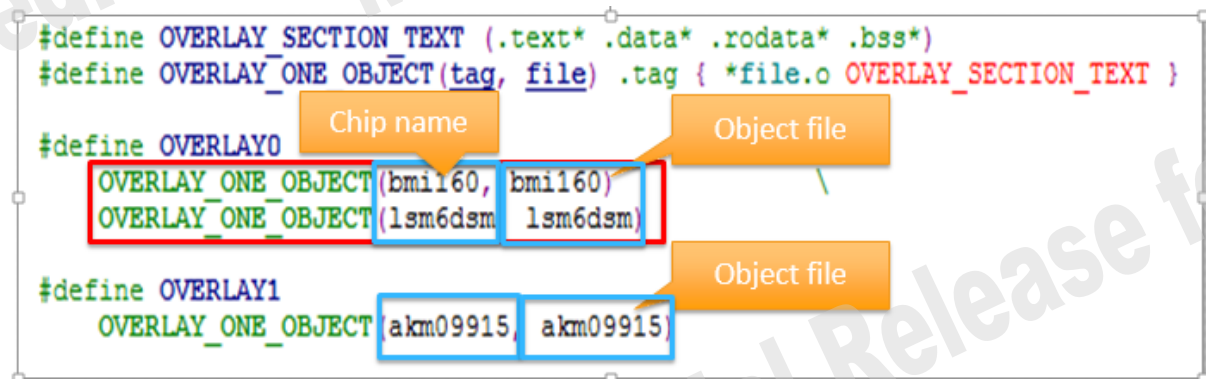 #define OVERLAY_SECTION_TEXT (.text* .data* .rodata* .bss*)
#define OVERLAY_ONE_OBJECT(tag, file) .tag { *file.o OVERLAY_SECTION_TEXT }
Chip name
Object file
#define OVERLAY0
OVERLAY_ONE_OBJECT(bmi160, bmi160) \
OVERLAY_ONE_OBJECT(lsm6dsm lsm6dsm)
Object file
#define OVERLAY1
OVERLAY_ONE_OBJECT(akm09915, akm09915)
Release f